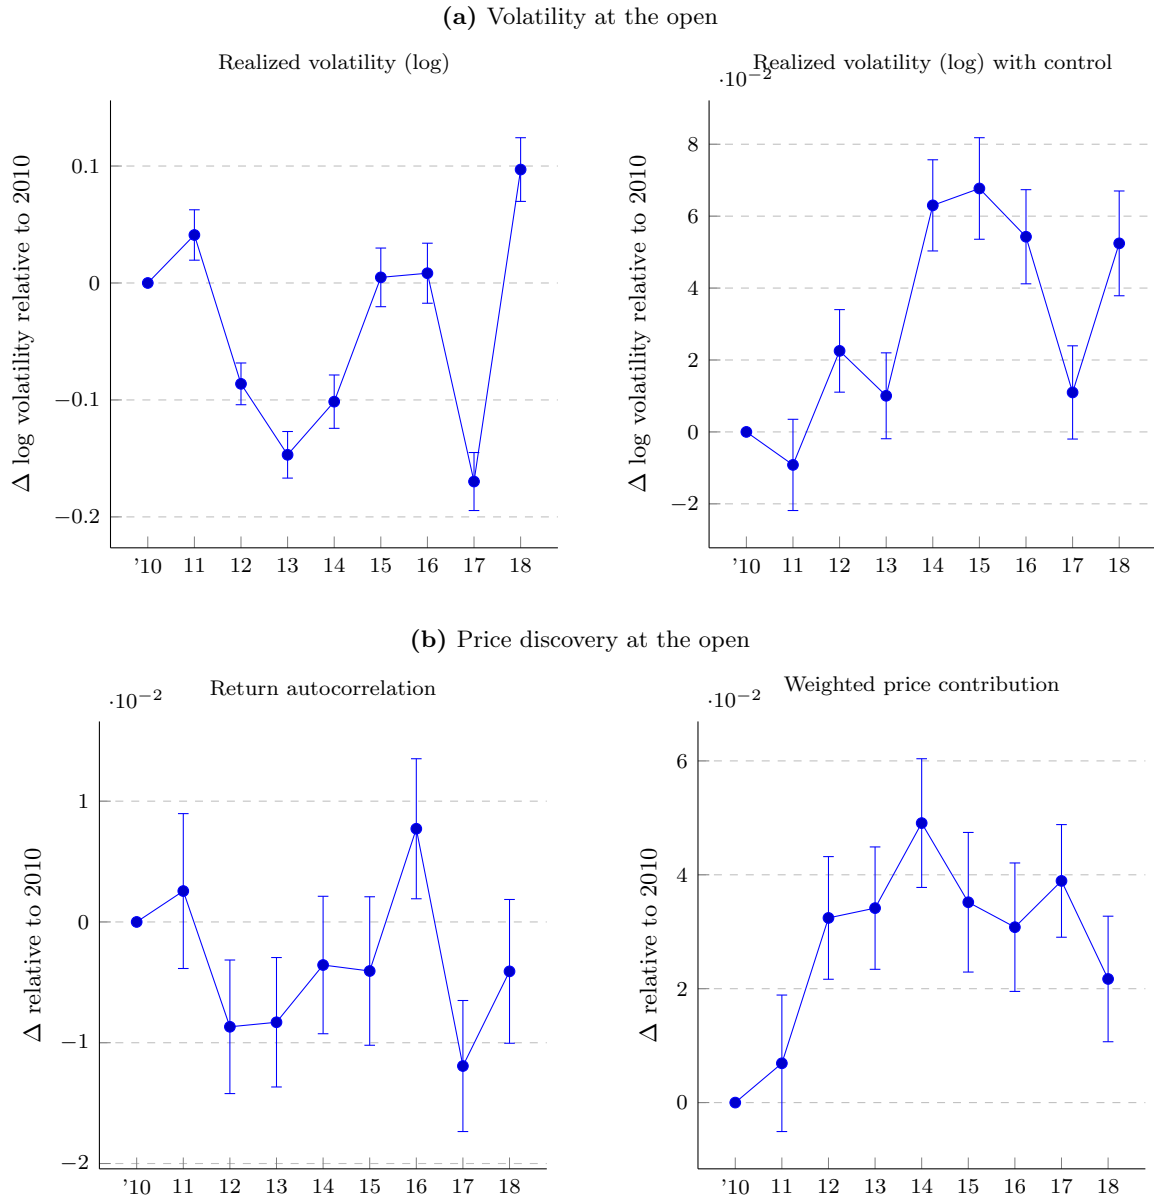 (a) Volatility at the open
Realized volatility (log)
Δ log volatility relative to 2010
0.1
0
−0.1
−0.2
'10 11 12 13 14 15 16 17 18
Realized volatility (log) with control
·10−2
Δ log volatility relative to 2010
8
6
4
2
0
−2
'10 11 12 13 14 15 16 17 18
(b) Price discovery at the open
Return autocorrelation
·10−2
Δ relative to 2010
1
0
−1
−2
'10 11 12 13 14 15 16 17 18
Weighted price contribution
·10−2
Δ relative to 2010
6
4
2
0
'10 11 12 13 14 15 16 17 18